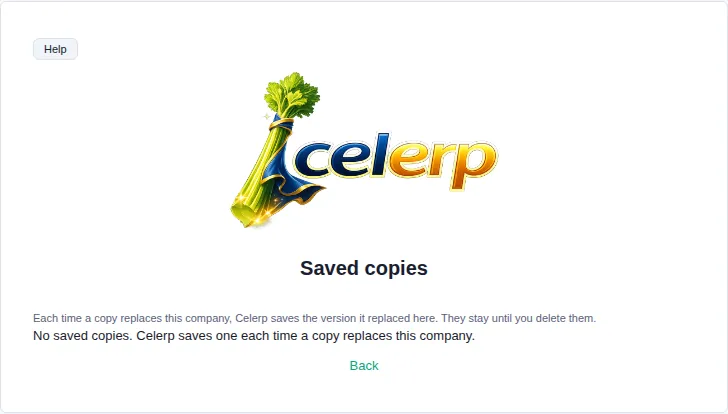 Help
celerp
Saved copies
Each time a copy replaces this company, Celerp saves the version it replaced here. They stay until you delete them.
No saved copies. Celerp saves one each time a copy replaces this company.
Back